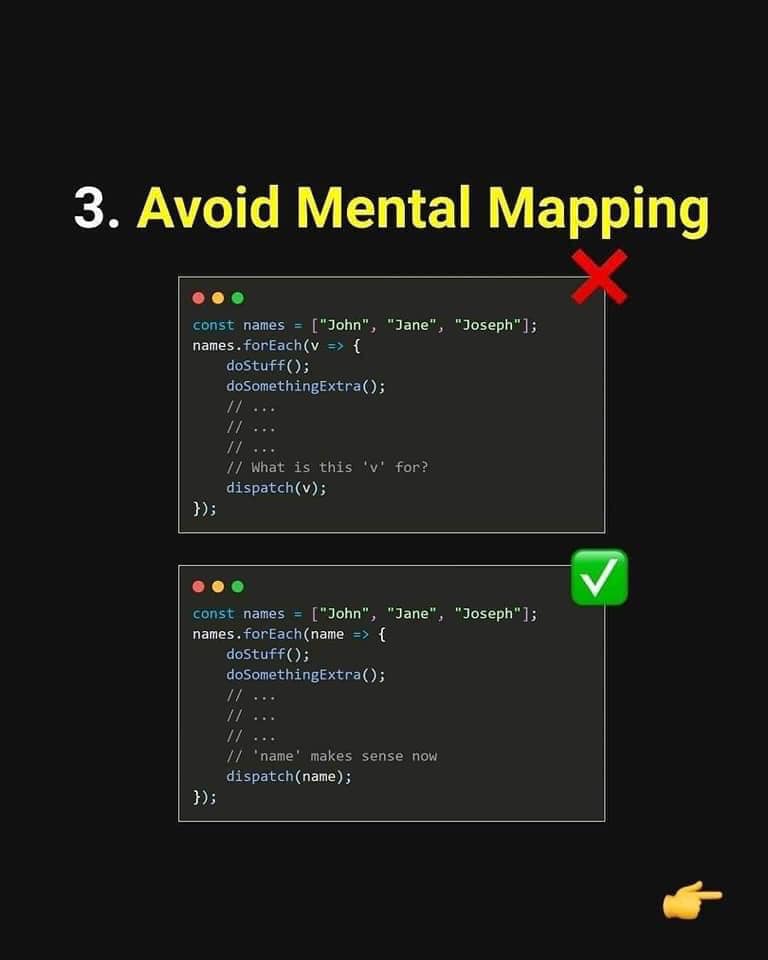 3. Avoid Mental Mapping
const names = ["John", "Jane", "Joseph"];
names.forEach(v => {
    doStuff();
    doSomethingExtra();
    // ...
    // ...
    // ...
    // What is this 'v' for?
    dispatch(v);
});
const names = ["John", "Jane", "Joseph"];
names.forEach(name => {
    doStuff();
    doSomethingExtra();
    // ...
    // ...
    // ...
    // 'name' makes sense now
    dispatch(name);
});